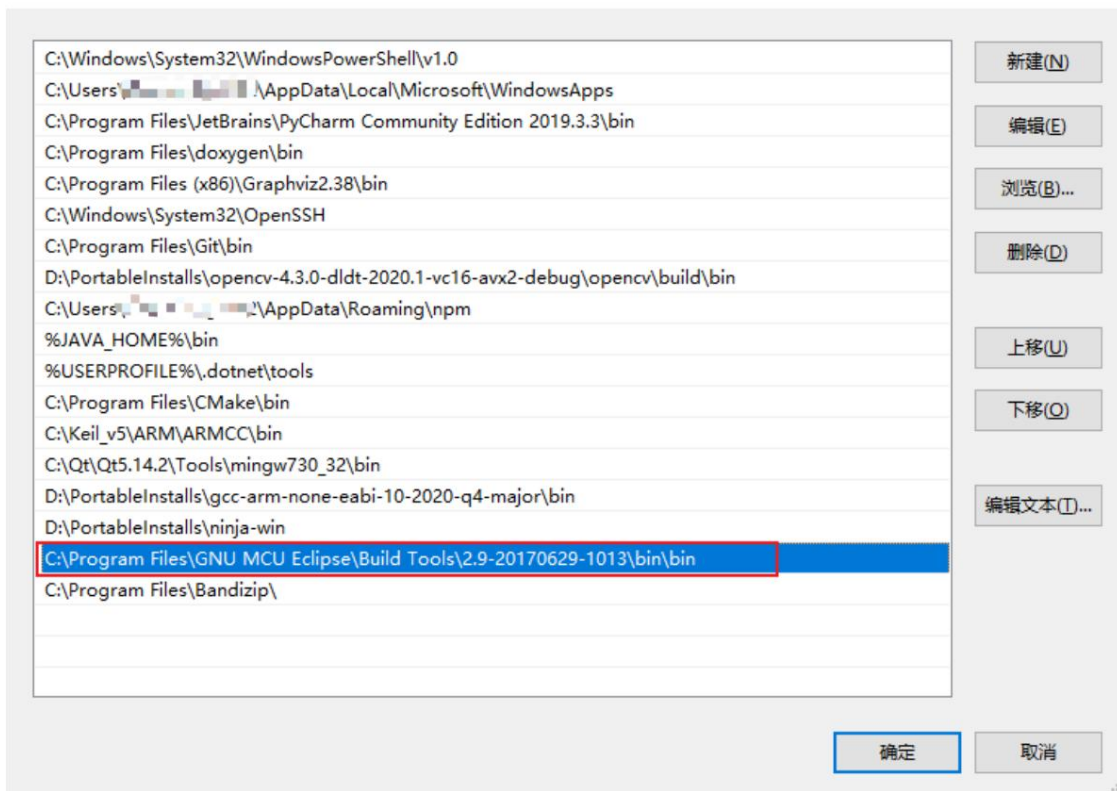 C:\Windows\System32\WindowsPowerShell\v1.0
C:\Users\ \AppData\Local\Microsoft\WindowsApps
C:\Program Files\JetBrains\PyCharm Community Edition 2019.3.3\bin
C:\Program Files\doxygen\bin
C:\Program Files (x86)\Graphviz2.38\bin
C:\Windows\System32\OpenSSH
C:\Program Files\Git\bin
D:\PortableInstalls\opencv-4.3.0-dldt-2020.1-vc16-avx2-debug\opencv\build\bin
C:\Users \AppData\Roaming\npm
%JAVA_HOME%\bin
%USERPROFILE%\.dotnet\tools
C:\Program Files\CMake\bin
C:\Keil_v5\ARM\ARMCC\bin
C:\Qt\Qt5.14.2\Tools\mingw730_32\bin
D:\PortableInstalls\gcc-arm-none-eabi-10-2020-q4-major\bin
D:\PortableInstalls\ninja-win
C:\Program Files\GNU MCU Eclipse\Build Tools\2.9-20170629-1013\bin\bin
C:\Program Files\Bandizip\
新建(N)
编辑(E)
浏览(B)...
删除(D)
上移(U)
下移(O)
编辑文本(T)...
确定
取消